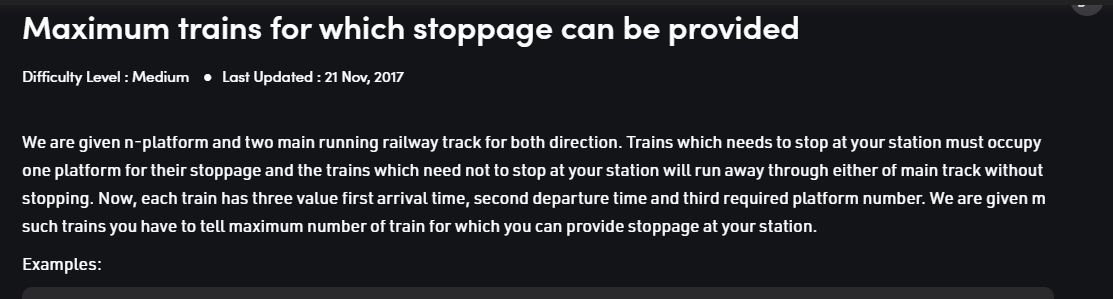 Maximum trains for which stoppage can be provided
Difficulty Level : Medium ● Last Updated : 21 Nov, 2017
We are given n-platform and two main running railway track for both direction. Trains which needs to stop at your station must occupy
one platform for their stoppage and the trains which need not to stop at your station will run away through either of main track without
stopping. Now, each train has three value first arrival time, second departure time and third required platform number. We are given m
such trains you have to tell maximum number of train for which you can provide stoppage at your station.
Examples: